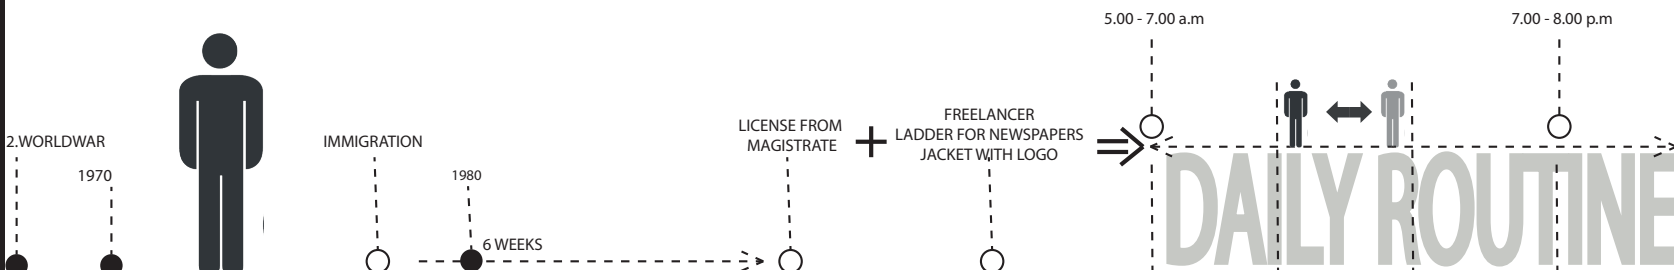 5.00 - 7.00 a.m
7.00 - 8.00 p.m
2.WORLDWAR
1970
IMMIGRATION
1980
6 WEEKS
LICENSE FROM
MAGISTRATE
+
FREELANCER
LADDER FOR NEWSPAPERS
JACKET WITH LOGO
DAILY ROUTINE